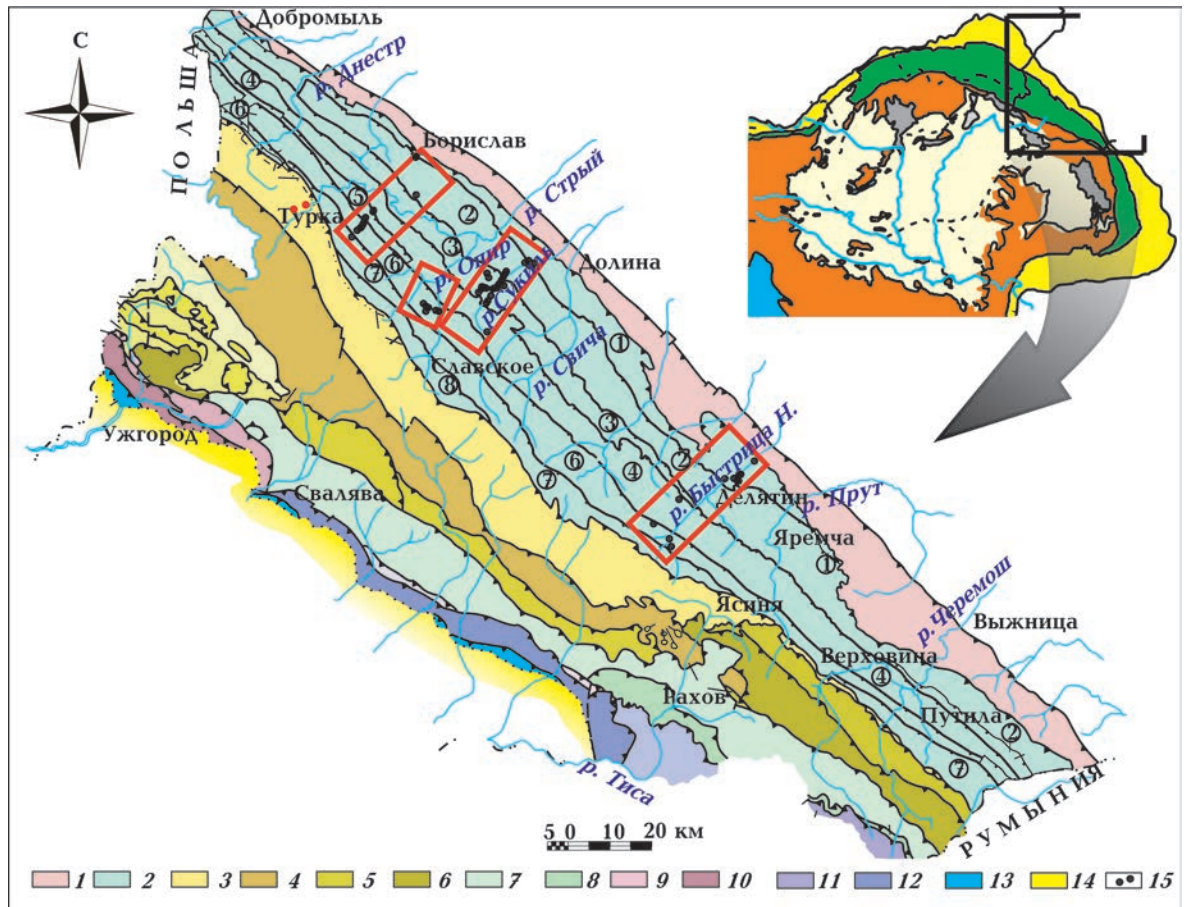 Добромыль
С
р. Днестр
ПОЛЬША
④
⑥
Борислав
р. Стрый
⑤
Турка
②
③
р. Опир
⑦ ⑥
р. Сукиль
Долина
①
Славское
⑧
р. Свича
③
р. Быстрица Н.
Ужгород
⑥
②
④
⑦
Делятин
р. Прут
Свалява
Яремча
①
р. Черемош
Ясиня
Выжница
Верховина
④
Рахов
Путила
②
⑦
р. Тиса
РУМЫНИЯ
5 0 10 20 км
1 2 3 4 5 6 7 8 9 10 11 12 13 14 15